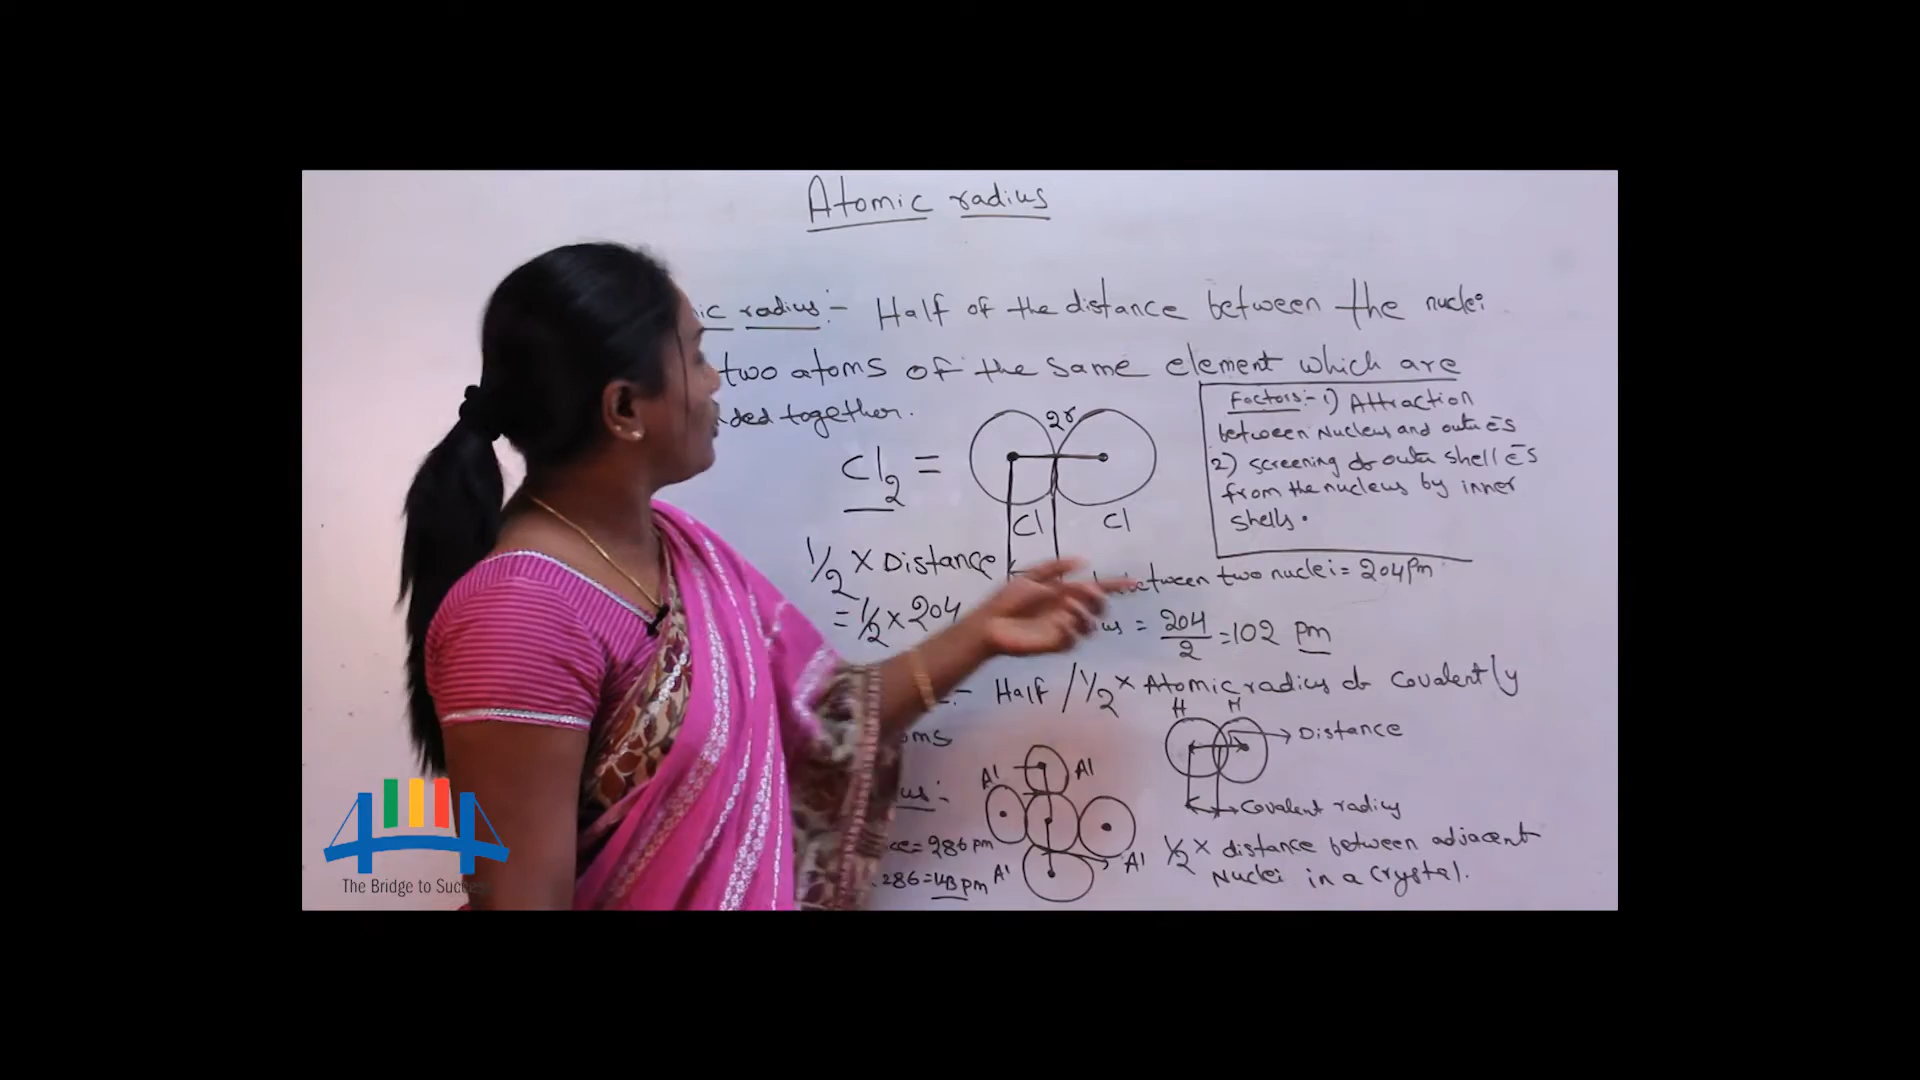 Atomic radius
radius:- Half of the distance between the nuclei
two atoms of the same element which are
together.
2r
Cl2 =
Cl Cl
Factors:- 1) Attraction
between Nucleus and outer ēs
2) screening of outer shell ēs
from the nucleus by inner
shells.
1/2 × Distance
= 1/2 × 204
between two nuclei = 204 pm
= 204/2 = 102 pm
:- Half / 1/2 × Atomic radius of covalently
H H
Distance
Covalent radius
Al Al
Al Al
= 286 pm
286 = 143 pm
1/2 × distance between adjacent
Nuclei in a crystal.
The Bridge to Success